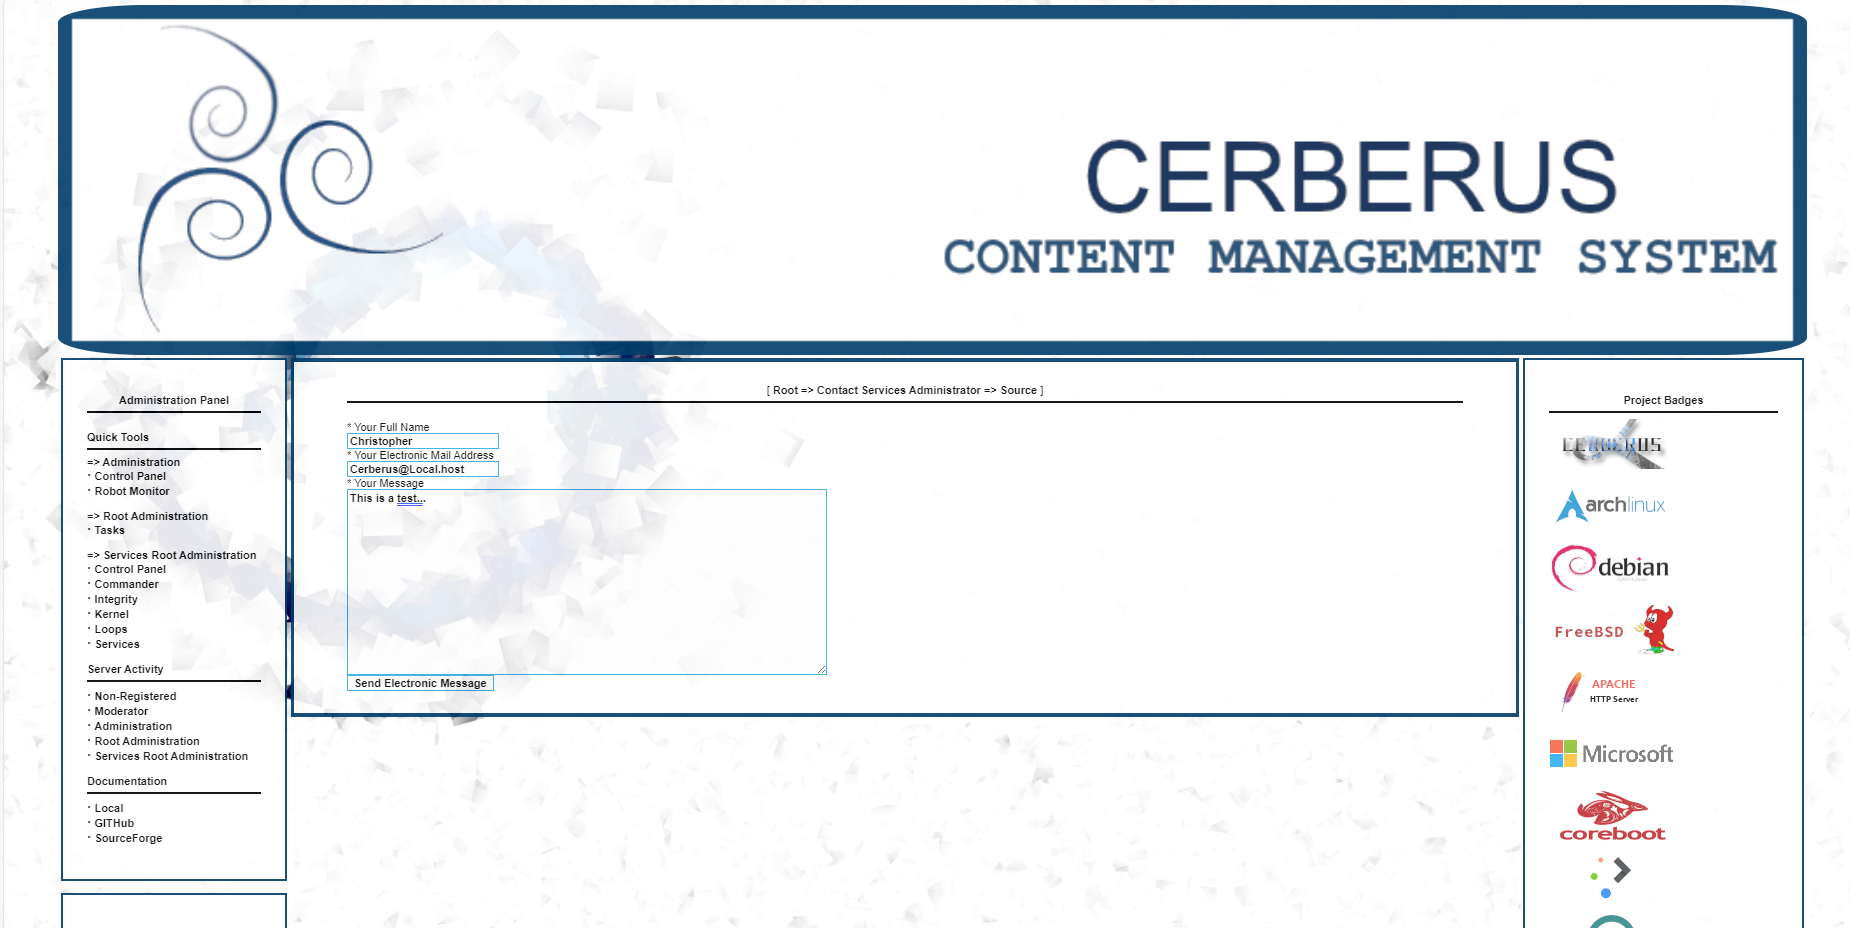 CERBERUS
CONTENT MANAGEMENT SYSTEM
Administration Panel
Quick Tools
=> Administration
· Control Panel
· Robot Monitor
=> Root Administration
· Tasks
=> Services Root Administration
· Control Panel
· Commander
· Integrity
· Kernel
· Loops
· Services
Server Activity
· Non-Registered
· Moderator
· Administration
· Root Administration
· Services Root Administration
Documentation
· Local
· GITHub
· SourceForge
[ Root => Contact Services Administrator => Source ]
* Your Full Name
Christopher
* Your Electronic Mail Address
Cerberus@Local.host
* Your Message
This is a test...
Send Electronic Message
Project Badges
CERBERUS
archlinux
debian
FreeBSD
APACHE
HTTP Server
Microsoft
coreboot